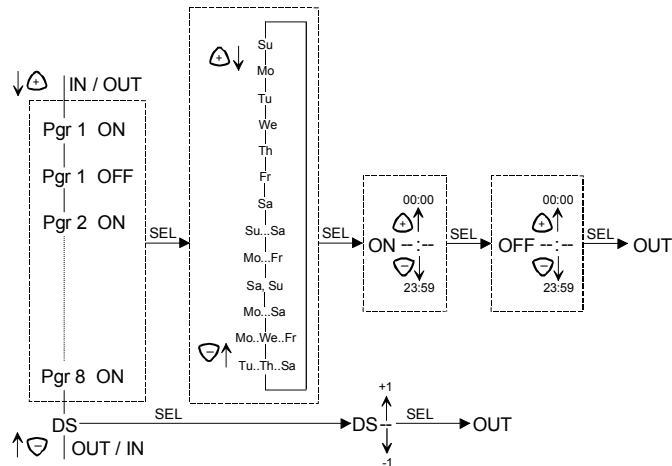 IN / OUT
Pgr 1 ON
Pgr 1 OFF
Pgr 2 ON
Pgr 8 ON
DS
OUT / IN
SEL
+
Su
Mo
Tu
We
Th
Fr
Sa
Su...Sa
Mo...Fr
Sa, Su
Mo...Sa
Mo..We..Fr
Tu..Th..Sa
SEL
00:00
+
ON --:--
−
23:59
SEL
00:00
+
OFF --:--
−
23:59
SEL
OUT
SEL
+1
DS--
-1
SEL
OUT